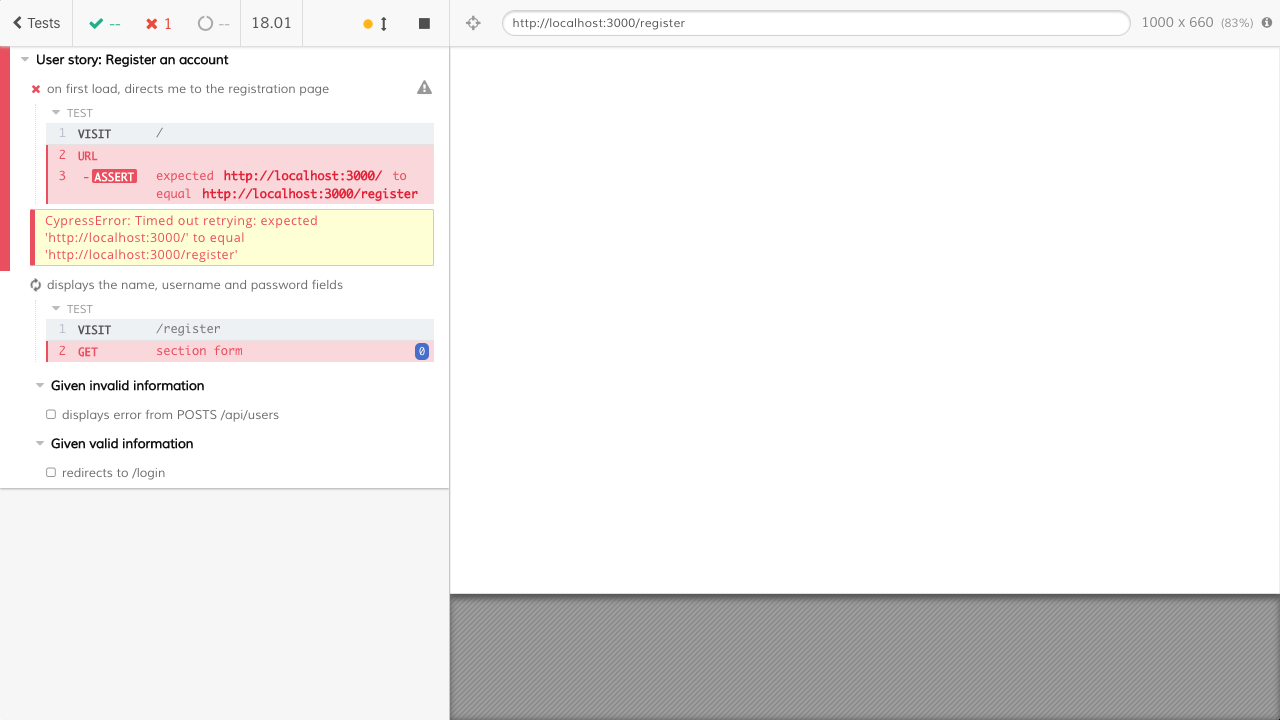 Tests
--
1
--
18.01
http://localhost:3000/register
1000 x 660 (83%)
User story: Register an account
on first load, directs me to the registration page
TEST
1 VISIT /
2 URL
3 - ASSERT expected http://localhost:3000/ to
equal http://localhost:3000/register
CypressError: Timed out retrying: expected
'http://localhost:3000/' to equal
'http://localhost:3000/register'
displays the name, username and password fields
TEST
1 VISIT /register
2 GET section form 0
Given invalid information
displays error from POSTS /api/users
Given valid information
redirects to /login